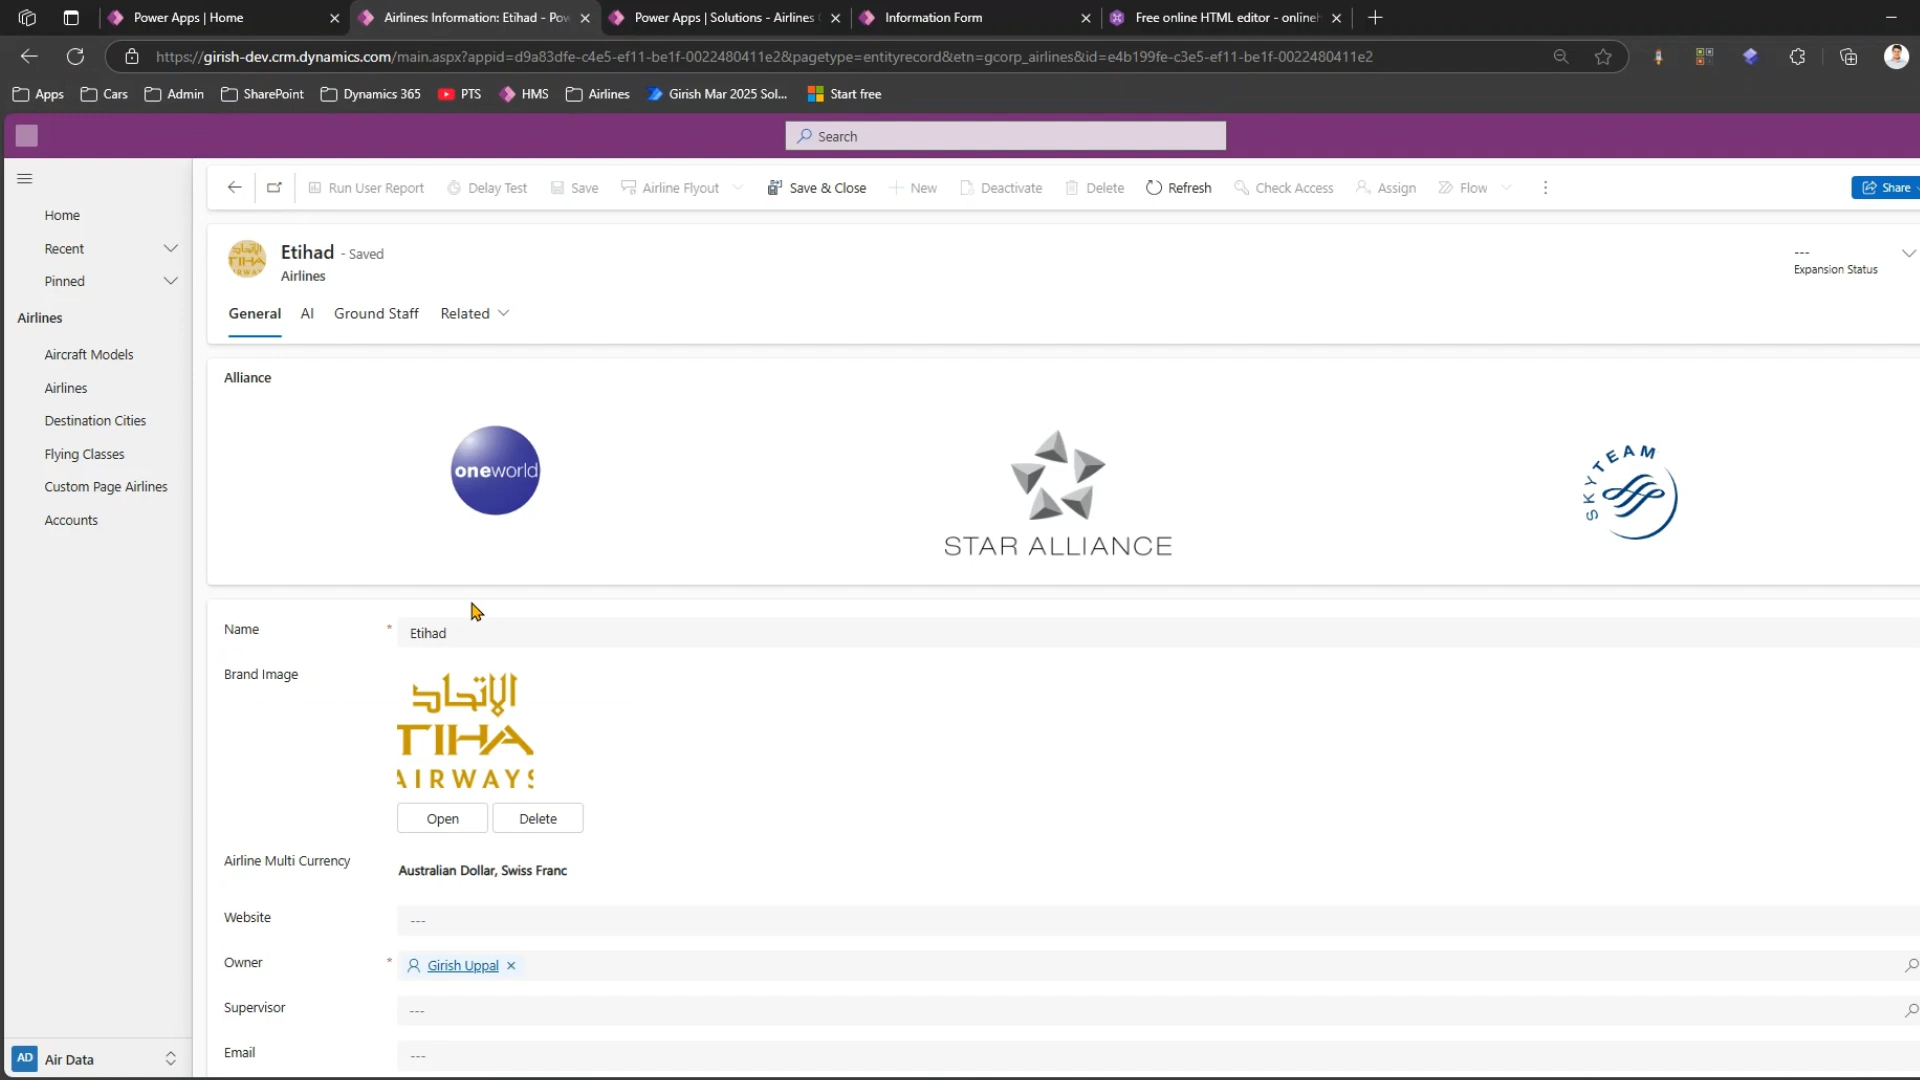 Power Apps | Home
Airlines: Information: Etihad - Pow
Power Apps | Solutions - Airlines
Information Form
Free online HTML editor - onlineh
https://girish-dev.crm.dynamics.com/main.aspx?appid=d9a83dfe-c4e5-ef11-be1f-0022480411e2&pagetype=entityrecord&etn=gcorp_airlines&id=e4b199fe-c3e5-ef11-be1f-0022480411e2
Apps
Cars
Admin
SharePoint
Dynamics 365
PTS
HMS
Airlines
Girish Mar 2025 Sol...
Start free
Search
Run User Report
Delay Test
Save
Airline Flyout
Save & Close
New
Deactivate
Delete
Refresh
Check Access
Assign
Flow
Share
Home
Recent
Pinned
Airlines
Aircraft Models
Airlines
Destination Cities
Flying Classes
Custom Page Airlines
Accounts
AD Air Data
Etihad - Saved
Airlines
---
Expansion Status
General
AI
Ground Staff
Related
Alliance
oneworld
STAR ALLIANCE
SKYTEAM
Name * Etihad
Brand Image
الإتحاد
TIHA
AIRWAYS
Open
Delete
Airline Multi Currency
Australian Dollar, Swiss Franc
Website ---
Owner * Girish Uppal
Supervisor ---
Email ---